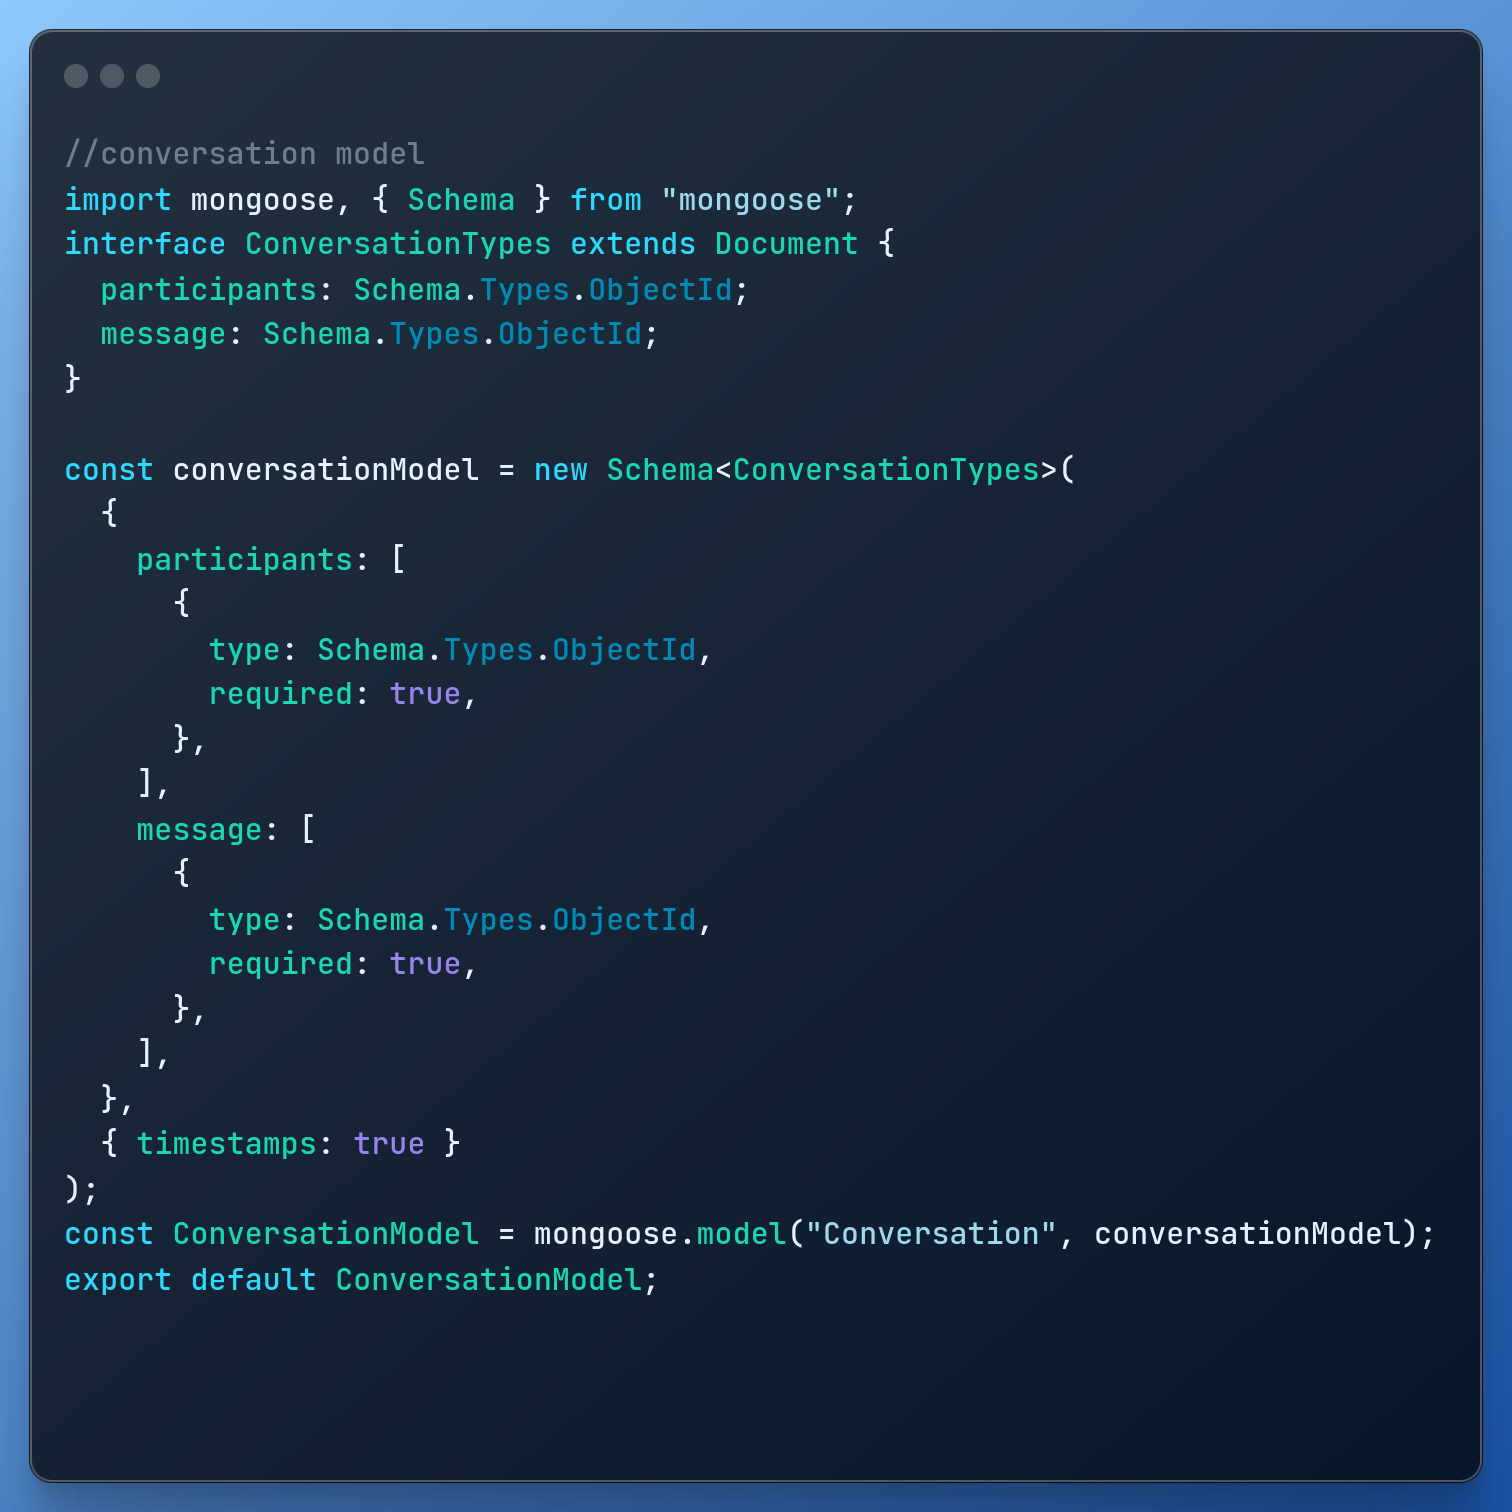 //conversation model
import mongoose, { Schema } from "mongoose";
interface ConversationTypes extends Document {
  participants: Schema.Types.ObjectId;
  message: Schema.Types.ObjectId;
}

const conversationModel = new Schema<ConversationTypes>(
  {
    participants: [
      {
        type: Schema.Types.ObjectId,
        required: true,
      },
    ],
    message: [
      {
        type: Schema.Types.ObjectId,
        required: true,
      },
    ],
  },
  { timestamps: true }
);
const ConversationModel = mongoose.model("Conversation", conversationModel);
export default ConversationModel;